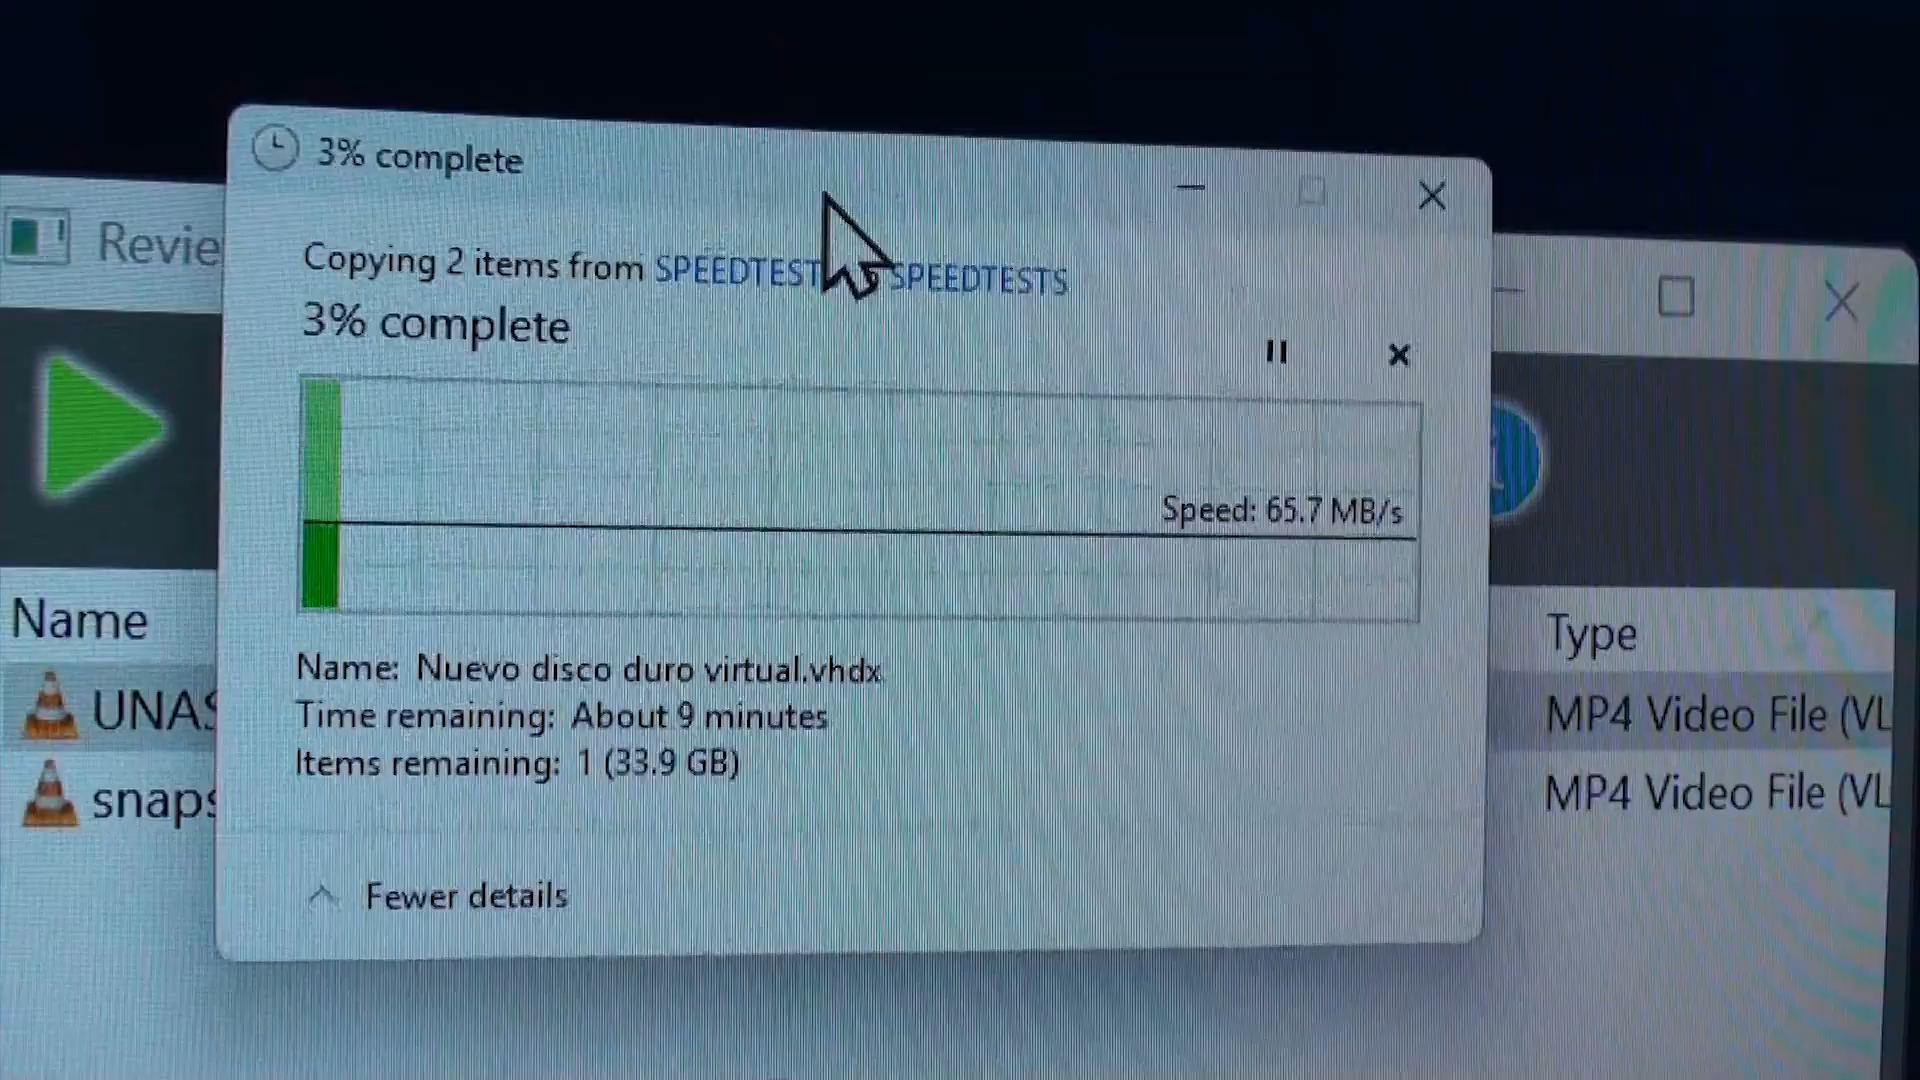 3% complete
Revie
Copying 2 items from SPEEDTEST SPEEDTESTS
3% complete
Speed: 65.7 MB/s
Name
Type
Name: Nuevo disco duro virtual.vhdx
UNAS
MP4 Video File (VL
Time remaining: About 9 minutes
Items remaining: 1 (33.9 GB)
snaps
MP4 Video File (VL
Fewer details